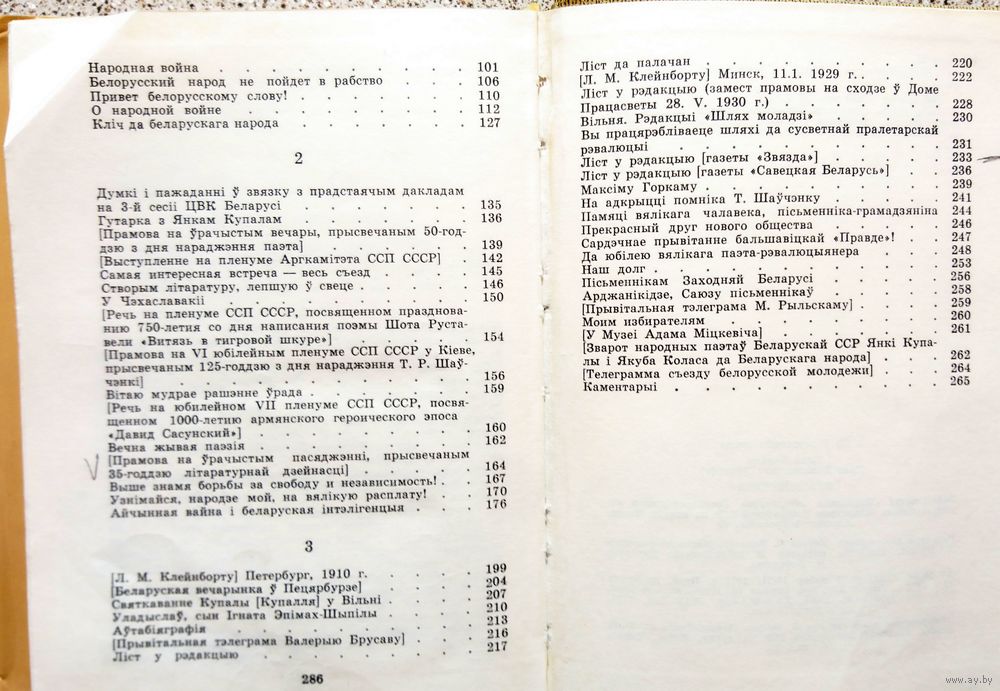 Народная война . . . . . . . . . 101
Белорусский народ не пойдет в рабство . . . 106
Привет белорусскому слову! . . . . . . 110
О народной войне . . . . . . . . 112
Кліч да беларускага народа . . . . . . 127
2
Думкі і пажаданні ў звязку з прадстаячым дакладам
на 3-й сесіі ЦВК Беларусі . . . . . . 135
Гутарка з Янкам Купалам . . . . . . 136
[Прамова на ўрачыстым вечары, прысвечаным 50-год-
дзю з дня нараджэння паэта] . . . . . 139
[Выступленне на пленуме Аргкамітэта ССП СССР] . 142
Самая интересная встреча — весь съезд . . . 145
Створым літаратуру, лепшую ў свеце . . . . 146
У Чэхаславакіі . . . . . . . . 150
[Речь на пленуме ССП СССР, посвященном празднова-
нию 750-летия со дня написания поэмы Шота Руста-
вели «Витязь в тигровой шкуре»] . . . . 154
[Прамова на VI юбілейным пленуме ССП СССР у Кіеве,
прысвечаным 125-годдзю з дня нараджэння Т. Р. Шаў-
чэнкі] . . . . . . . . . . 156
Вітаю мудрае рашэнне ўрада . . . . . . 159
[Речь на юбилейном VII пленуме ССП СССР, посвя-
щенном 1000-летию армянского героического эпоса
«Давид Сасунский»] . . . . . . . 160
Вечна жывая паэзія . . . . . . . 162
[Прамова на ўрачыстым пасяджэнні, прысвечаным
35-годдзю літаратурнай дзейнасці] . . . . 164
Выше знамя борьбы за свободу и независимость! . . 167
Узнімайся, народзе мой, на вялікую расплату! . . 170
Айчынная вайна і беларуская інтэлігенцыя . . . 176
3
[Л. М. Клейнборту] Петербург, 1910 г. . . . . 199
[Беларуская вечарынка ў Пецярбурзе] . . . . 204
Святкаванне Купалы [Купалля] у Вільні . . . . 207
Уладыслаў, сын Ігната Эпімах-Шыпілы . . . . 210
Аўтабіяграфія . . . . . . . . 213
[Прывітальная тэлеграма Валерыю Брусаву] . . . 216
Ліст у рэдакцыю . . . . . . . . 217
286
Ліст да палачан . . . . . . . . 220
[Л. М. Клейнборту] Минск, 11.1. 1929 г. . . . . 222
Ліст у рэдакцыю (замест прамовы на сходзе ў Доме
Працасветы 28. V. 1930 г.) . . . . . . 228
Вільня. Рэдакцыі «Шлях моладзі» . . . . . 230
Вы працярэбліваеце шляхі да сусветнай пралетарскай
рэвалюцыі . . . . . . . . . 231
Ліст у рэдакцыю [газеты «Звязда»] . . . . . 233
Ліст у рэдакцыю [газеты «Савецкая Беларусь»] . . 236
Максіму Горкаму . . . . . . . . 239
На адкрыцці помніка Т. Шаўчэнку . . . . . 241
Памяці вялікага чалавека, пісьменніка-грамадзяніна 244
Прекрасный друг нового общества . . . . . 246
Сардэчнае прывітанне бальшавіцкай «Правде»! . . 247
Да юбілею вялікага паэта-рэвалюцыянера . . . 248
Наш долг . . . . . . . . . 253
Пісьменнікам Заходняй Беларусі . . . . . 256
Арджанікідзе, Саюзу пісьменнікаў . . . . . 258
[Прывітальная тэлеграма М. Рыльскаму] . . . . 259
Моим избирателям . . . . . . . . 260
[У Музеі Адама Міцкевіча] . . . . . . 261
[Зварот народных паэтаў Беларускай ССР Янкі Купа-
лы і Якуба Коласа да Беларускага народа] . . . 262
[Телеграмма съезду белорусской молодежи] . . . 264
Каментарыі . . . . . . . . . 265
www.ay.by